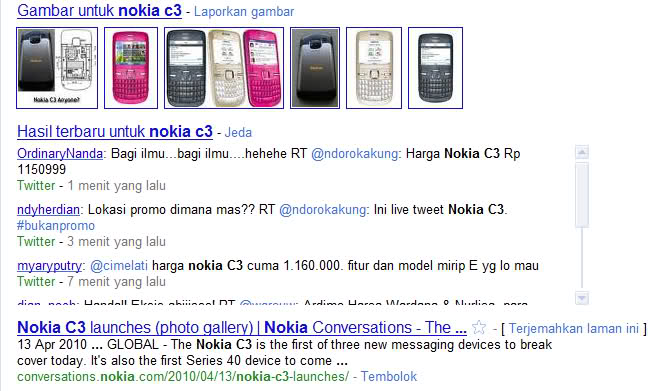 Gambar untuk nokia c3 - Laporkan gambar
Nokia C3 Anyone?
Hasil terbaru untuk nokia c3 - Jeda
OrdinaryNanda: Bagi ilmu...bagi ilmu....hehehe RT @ndorokakung: Harga Nokia C3 Rp
1150999
Twitter - 1 menit yang lalu
ndyherdian: Lokasi promo dimana mas?? RT @ndorokakung: Ini live tweet Nokia C3.
#bukanpromo
Twitter - 3 menit yang lalu
myaryputry: @cimelati harga nokia C3 cuma 1.160.000. fitur dan model mirip E yg lo mau
Twitter - 7 menit yang lalu
Nokia C3 launches (photo gallery) | Nokia Conversations - The ... - [ Terjemahkan laman ini ]
13 Apr 2010 ... GLOBAL - The Nokia C3 is the first of three new messaging devices to break
cover today. It's also the first Series 40 device to come ...
conversations.nokia.com/2010/04/13/nokia-c3-launches/ - Tembolok